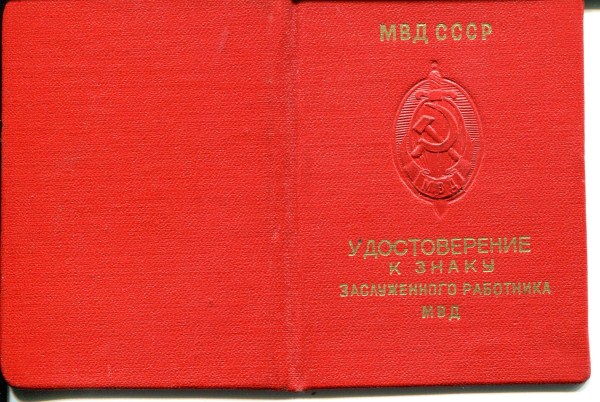 МВД СССР
МВД
УДОСТОВЕРЕНИЕ
К ЗНАКУ
ЗАСЛУЖЕННОГО РАБОТНИКА
МВД